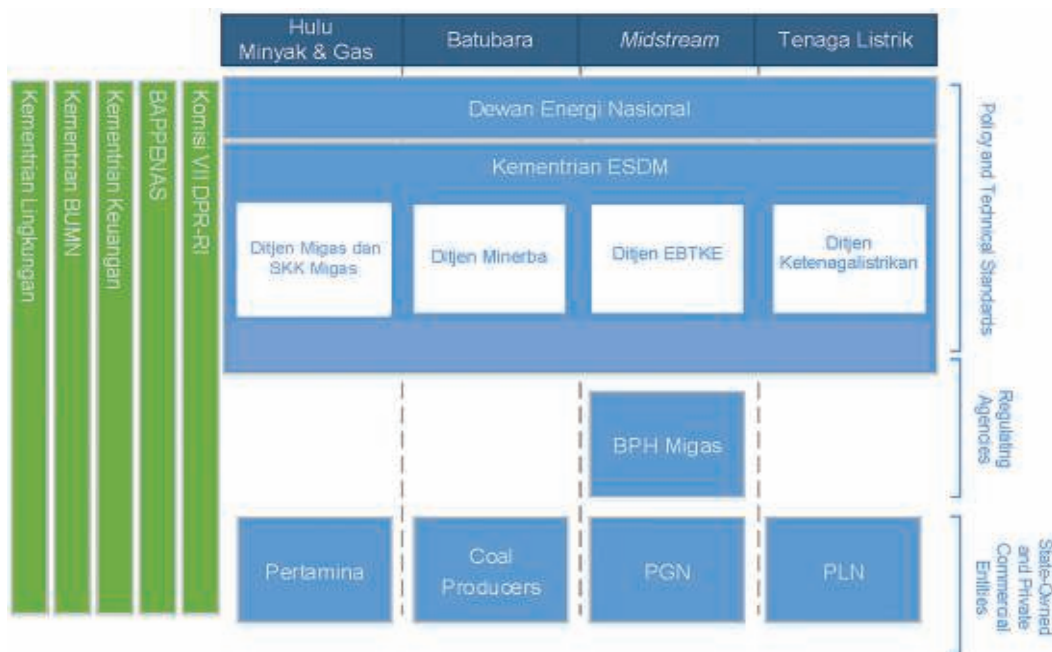 Hulu
Minyak & Gas
Batubara
Midstream
Tenaga Listrik
Kementrian Lingkungan
Kementrian BUMN
Kementrian Keuangan
BAPPENAS
Komisi VII DPR-RI
Dewan Energi Nasional
Kementrian ESDM
Ditjen Migas dan
SKK Migas
Ditjen Minerba
Ditjen EBTKE
Ditjen
Ketenagalistrikan
Policy and Technical Standards
BPH Migas
Regulating
Agencies
Pertamina
Coal
Producers
PGN
PLN
State-Owned
and Private
Commercial
Entities